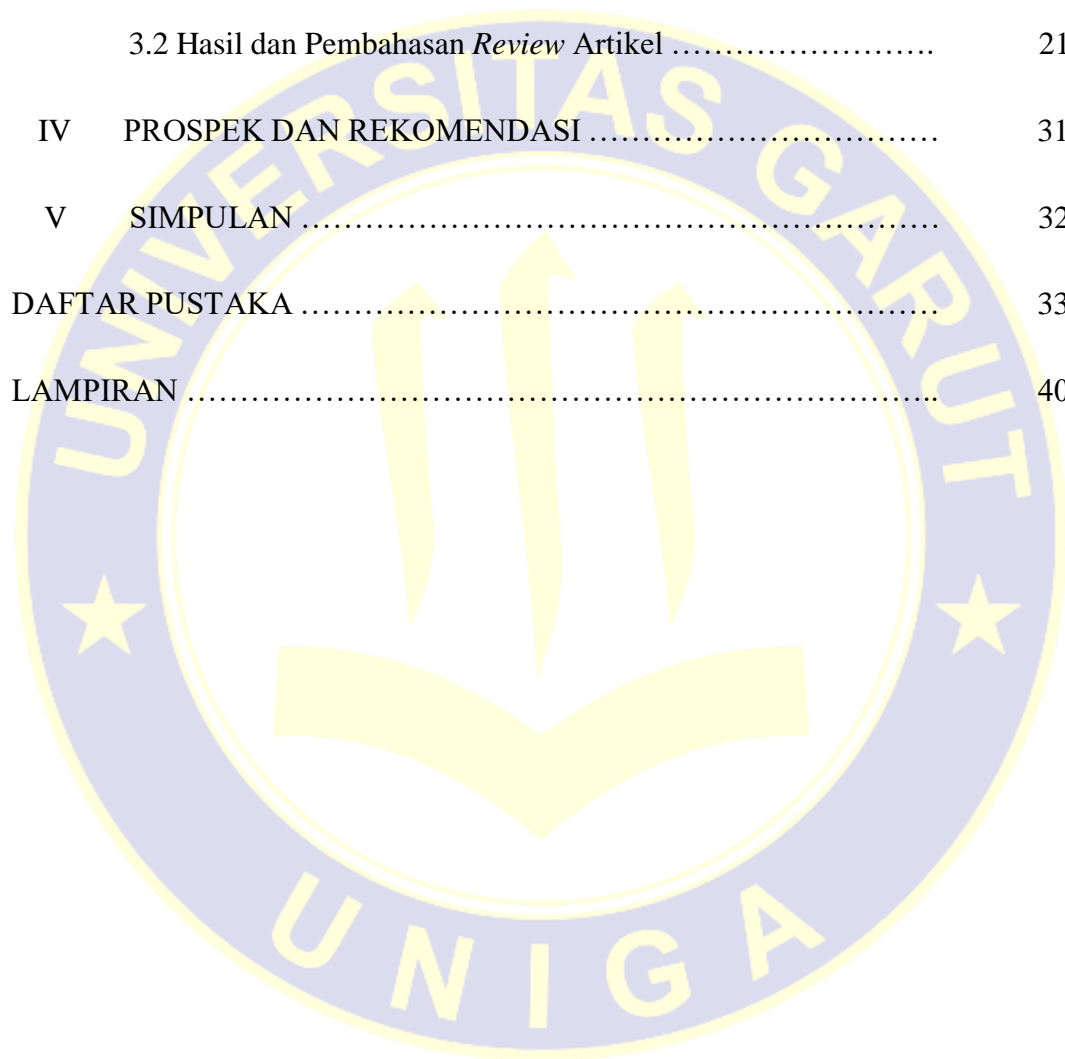 3.2 Hasil dan Pembahasan Review Artikel ……………………. 21
IV PROSPEK DAN REKOMENDASI …………………………… 31
V SIMPULAN …………………………………………………… 32
DAFTAR PUSTAKA …………………………………………………… 33
LAMPIRAN …………………………………………………………….. 40
UNIVERSITAS GARUT
UNIGA